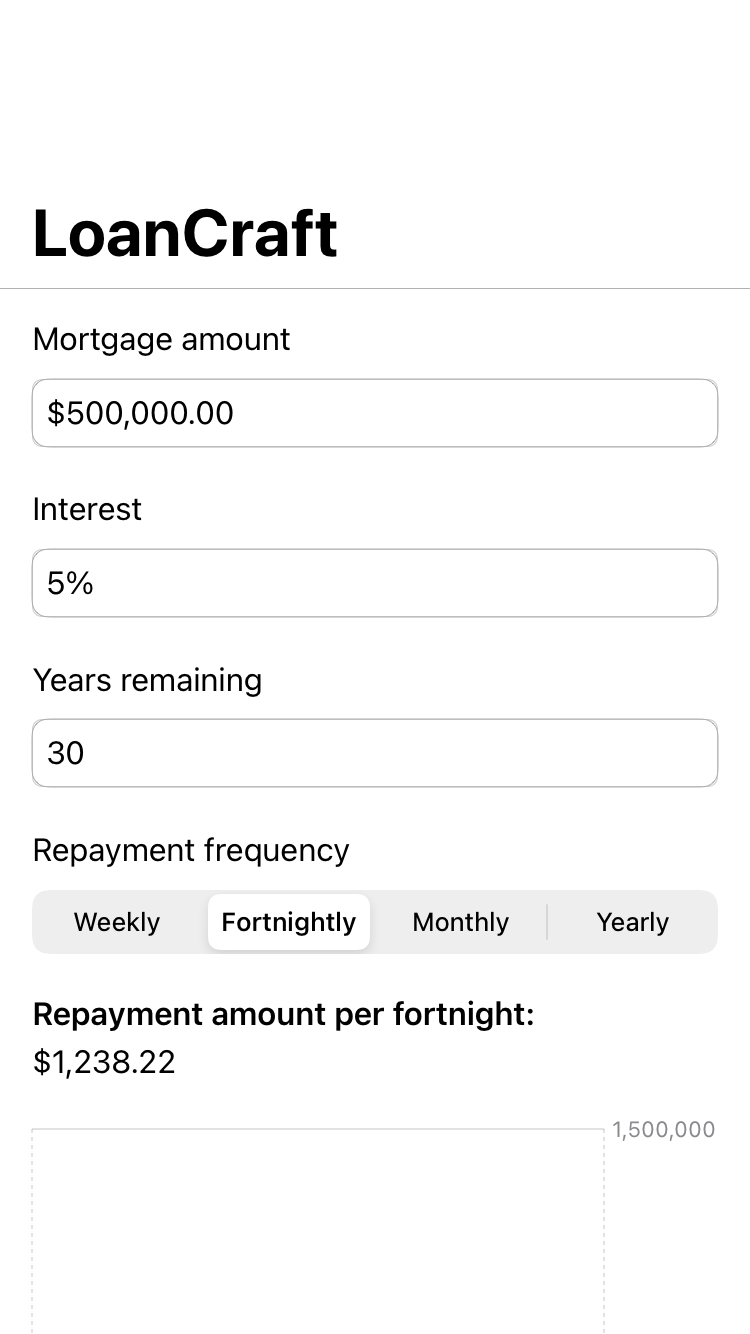 LoanCraft
Mortgage amount
$500,000.00
Interest
5%
Years remaining
30
Repayment frequency
Weekly Fortnightly Monthly Yearly
Repayment amount per fortnight:
$1,238.22
1,500,000